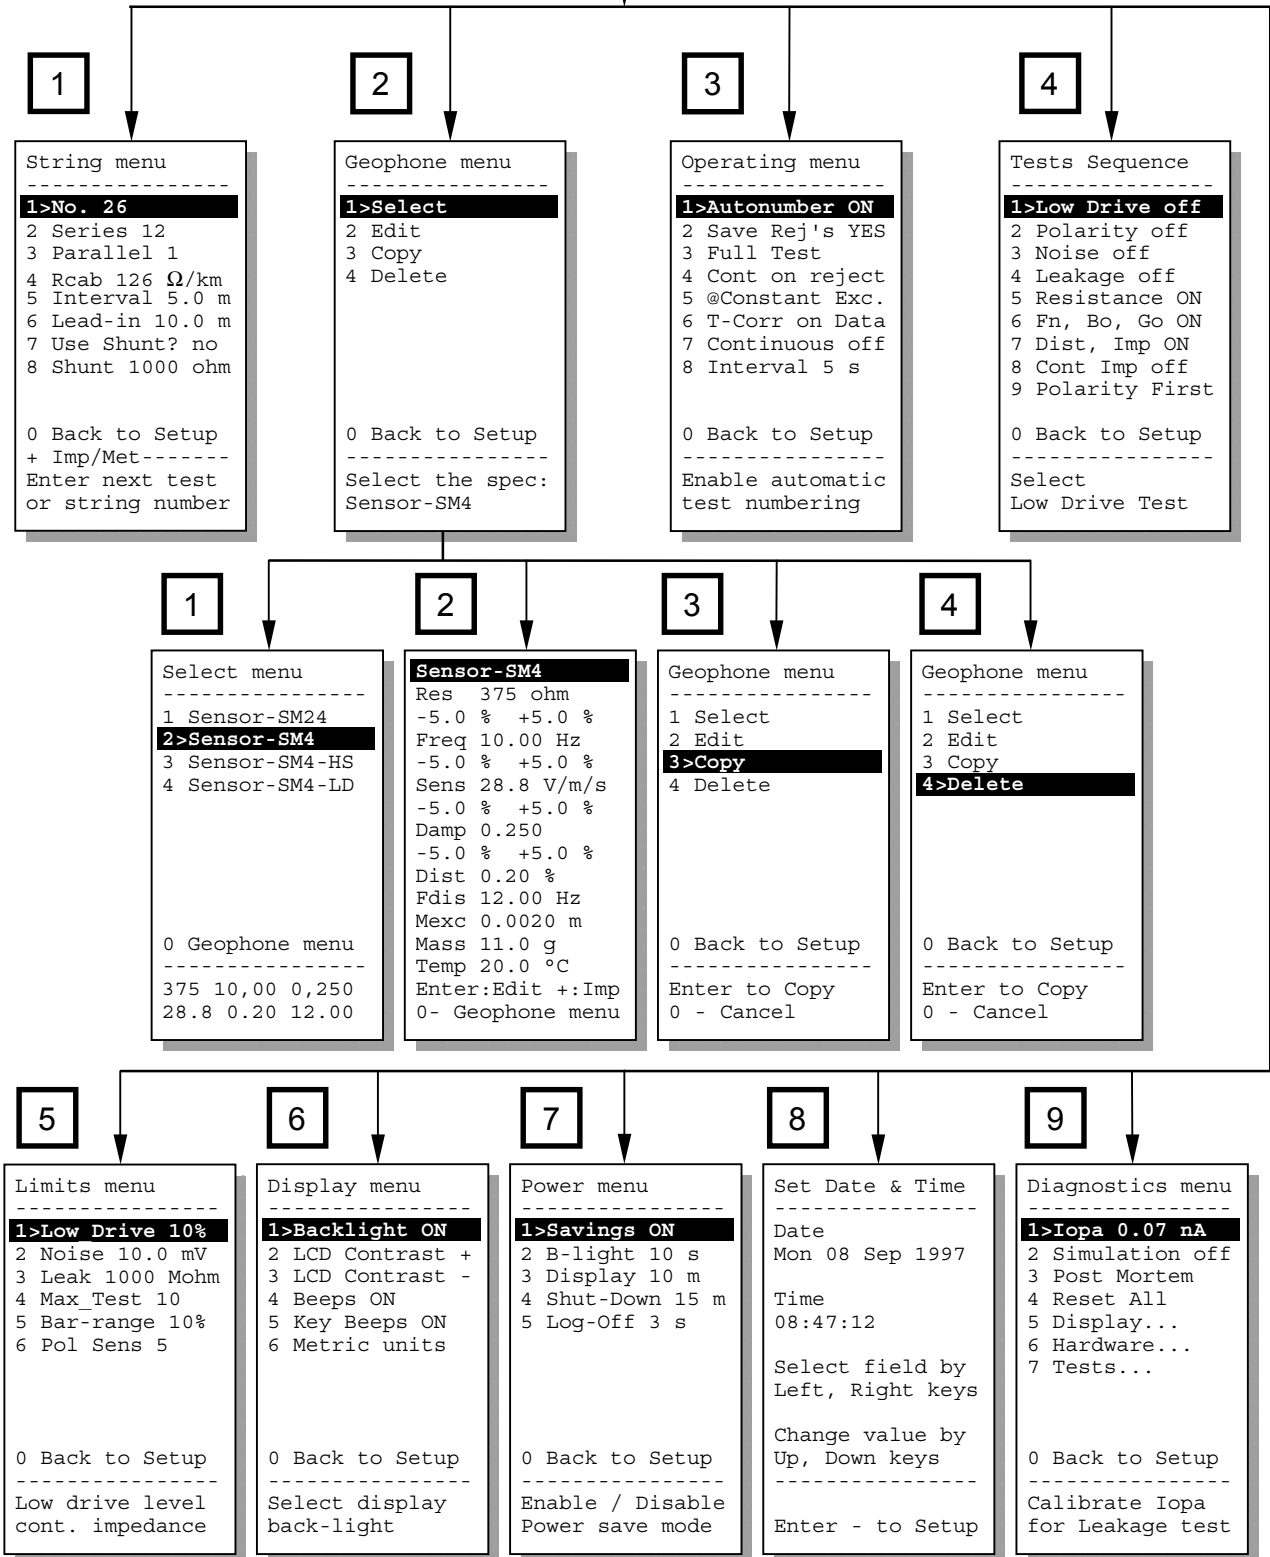 1
String menu
----------------
1>No. 26
2 Series 12
3 Parallel 1
4 Rcab 126 Ω/km
5 Interval 5.0 m
6 Lead-in 10.0 m
7 Use Shunt? no
8 Shunt 1000 ohm
0 Back to Setup
+ Imp/Met-------
Enter next test
or string number
2
Geophone menu
----------------
1>Select
2 Edit
3 Copy
4 Delete
0 Back to Setup
----------------
Select the spec:
Sensor-SM4
3
Operating menu
----------------
1>Autonumber ON
2 Save Rej's YES
3 Full Test
4 Cont on reject
5 @Constant Exc.
6 T-Corr on Data
7 Continuous off
8 Interval 5 s
0 Back to Setup
----------------
Enable automatic
test numbering
4
Tests Sequence
----------------
1>Low Drive off
2 Polarity off
3 Noise off
4 Leakage off
5 Resistance ON
6 Fn, Bo, Go ON
7 Dist, Imp ON
8 Cont Imp off
9 Polarity First
0 Back to Setup
----------------
Select
Low Drive Test
1
Select menu
----------------
1 Sensor-SM24
2>Sensor-SM4
3 Sensor-SM4-HS
4 Sensor-SM4-LD
0 Geophone menu
----------------
375 10,00 0,250
28.8 0.20 12.00
2
Sensor-SM4
Res  375 ohm
-5.0 %  +5.0 %
Freq 10.00 Hz
-5.0 %  +5.0 %
Sens 28.8 V/m/s
-5.0 %  +5.0 %
Damp 0.250
-5.0 %  +5.0 %
Dist 0.20 %
Fdis 12.00 Hz
Mexc 0.0020 m
Mass 11.0 g
Temp 20.0 °C
Enter:Edit +:Imp
0- Geophone menu
3
Geophone menu
----------------
1 Select
2 Edit
3>Copy
4 Delete
0 Back to Setup
----------------
Enter to Copy
0 - Cancel
4
Geophone menu
----------------
1 Select
2 Edit
3 Copy
4>Delete
0 Back to Setup
----------------
Enter to Copy
0 - Cancel
5
Limits menu
----------------
1>Low Drive 10%
2 Noise 10.0 mV
3 Leak 1000 Mohm
4 Max_Test 10
5 Bar-range 10%
6 Pol Sens 5
0 Back to Setup
----------------
Low drive level
cont. impedance
6
Display menu
----------------
1>Backlight ON
2 LCD Contrast +
3 LCD Contrast -
4 Beeps ON
5 Key Beeps ON
6 Metric units
0 Back to Setup
----------------
Select display
back-light
7
Power menu
----------------
1>Savings ON
2 B-light 10 s
3 Display 10 m
4 Shut-Down 15 m
5 Log-Off 3 s
0 Back to Setup
----------------
Enable / Disable
Power save mode
8
Set Date & Time
----------------
Date
Mon 08 Sep 1997
Time
08:47:12
Select field by
Left, Right keys
Change value by
Up, Down keys
----------------
Enter - to Setup
9
Diagnostics menu
----------------
1>Iopa 0.07 nA
2 Simulation off
3 Post Mortem
4 Reset All
5 Display...
6 Hardware...
7 Tests...
0 Back to Setup
----------------
Calibrate Iopa
for Leakage test